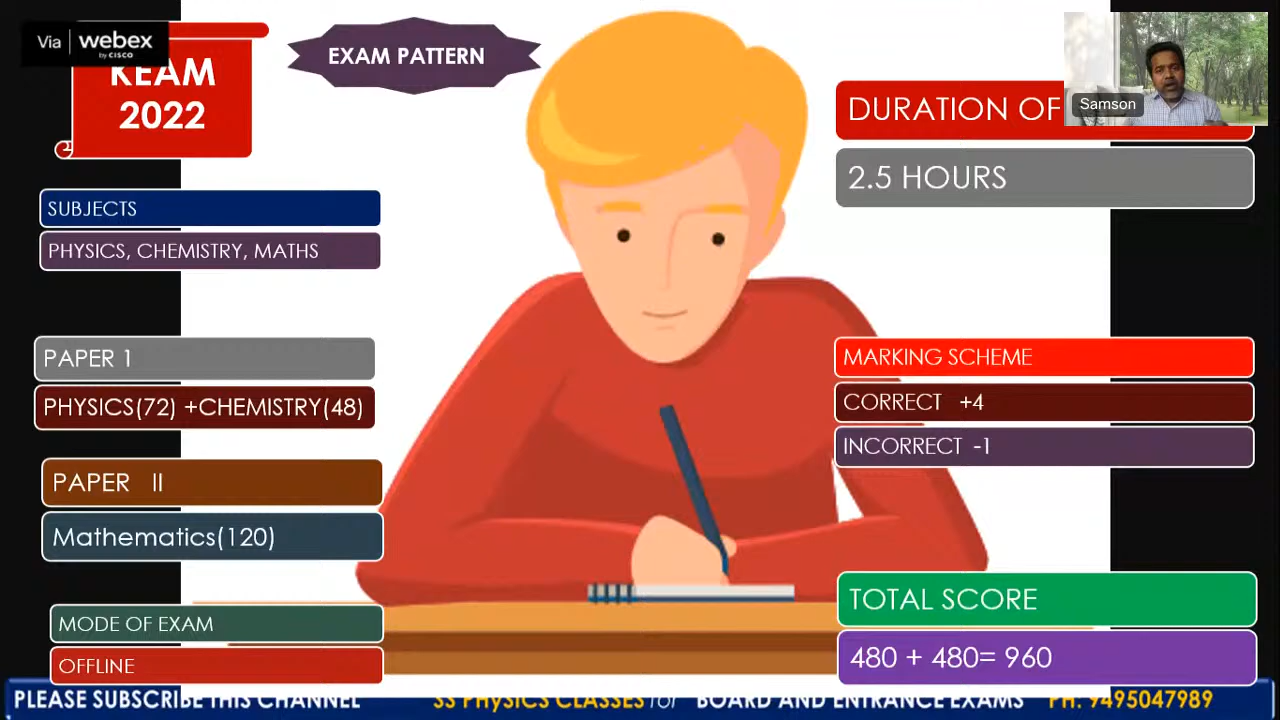 Via webex
by CISCO
KEAM
2022
EXAM PATTERN
SUBJECTS
PHYSICS, CHEMISTRY, MATHS
PAPER 1
PHYSICS(72) +CHEMISTRY(48)
PAPER II
Mathematics(120)
MODE OF EXAM
OFFLINE
DURATION OF
Samson
2.5 HOURS
MARKING SCHEME
CORRECT +4
INCORRECT -1
TOTAL SCORE
480 + 480= 960
PLEASE SUBSCRIBE THIS CHANNEL SS PHySICS CLASSES for BOARD AND ENTRANCE EXAMS PH: 9495047989